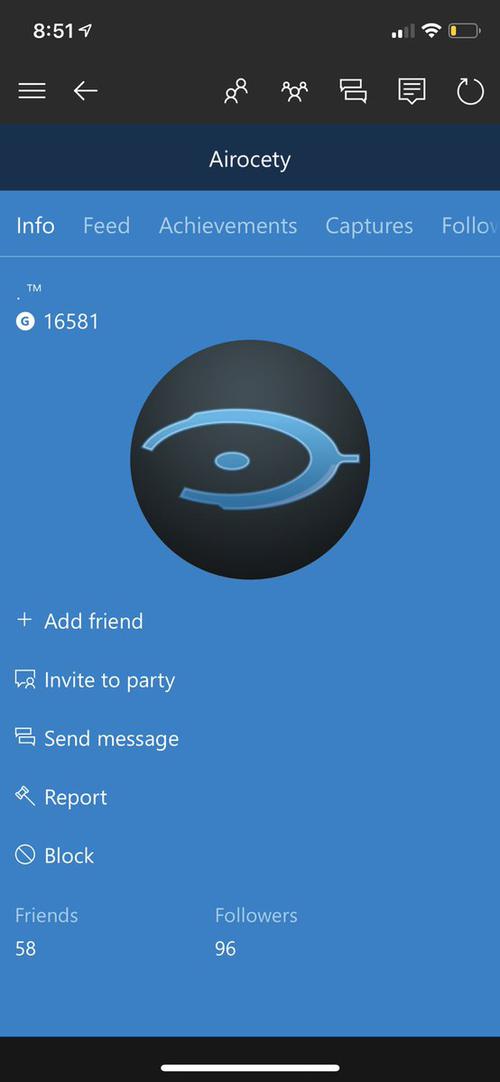 8:51
Airocety
Info Feed Achievements Captures Follow
. ™
G 16581
Add friend
Invite to party
Send message
Report
Block
Friends Followers
58 96